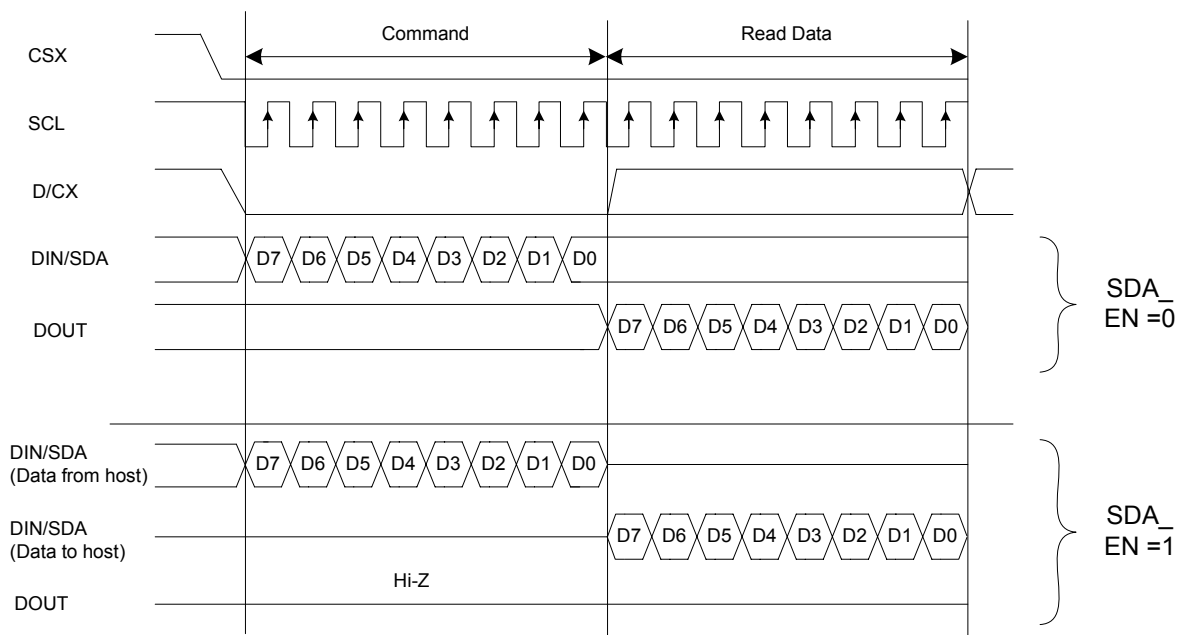 Command
Read Data
CSX
SCL
D/CX
DIN/SDA
D7 D6 D5 D4 D3 D2 D1 D0
DOUT
D7 D6 D5 D4 D3 D2 D1 D0
SDA_
EN =0
DIN/SDA
(Data from host)
D7 D6 D5 D4 D3 D2 D1 D0
DIN/SDA
(Data to host)
D7 D6 D5 D4 D3 D2 D1 D0
SDA_
EN =1
Hi-Z
DOUT